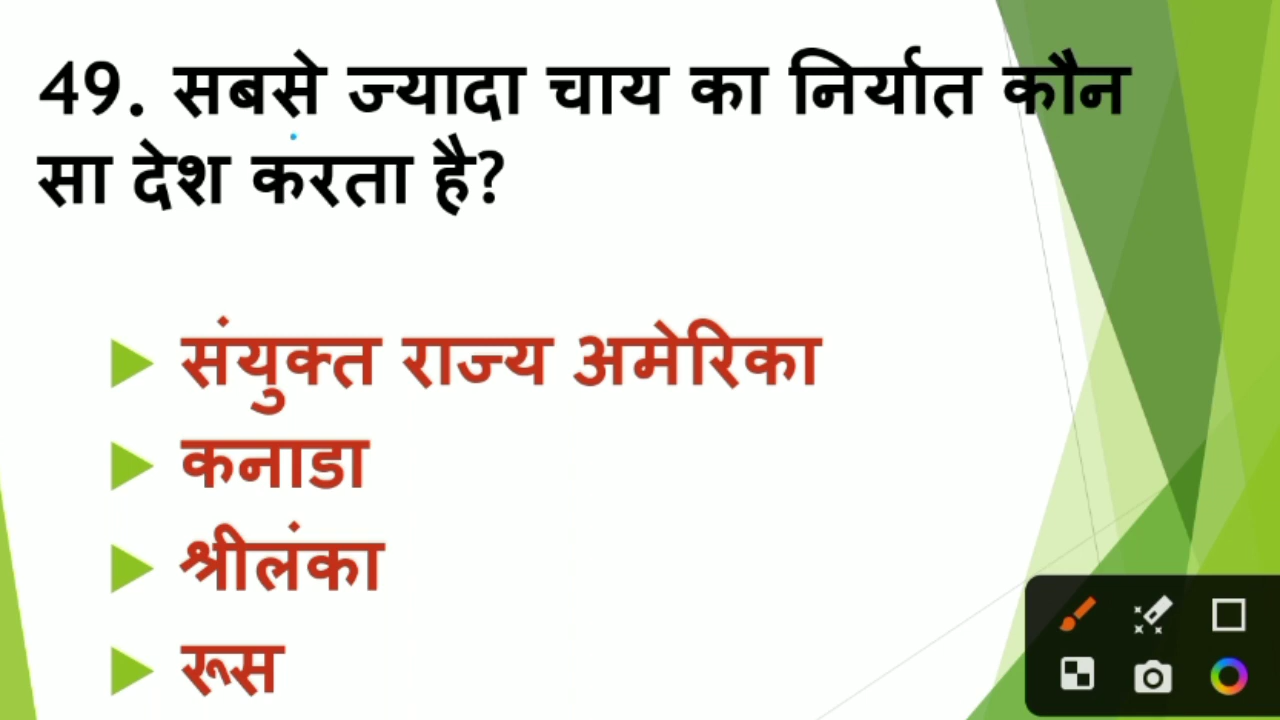 49. सबसे ज्यादा चाय का निर्यात कौन
सा देश करता है?
संयुक्त राज्य अमेरिका
कनाडा
श्रीलंका
रूस